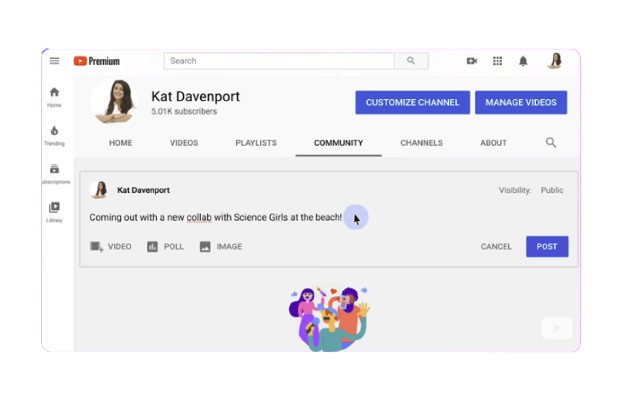 Premium
Search
Kat Davenport
5.01K subscribers
CUSTOMIZE CHANNEL
MANAGE VIDEOS
HOME
VIDEOS
PLAYLISTS
COMMUNITY
CHANNELS
ABOUT
Home
Trending
ubscriptions
Library
Kat Davenport
Visibility: Public
Coming out with a new collab with Science Girls at the beach!
VIDEO
POLL
IMAGE
CANCEL
POST